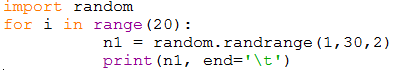 import random
for i in range(20):
        n1 = random.randrange(1,30,2)
        print(n1, end='\t')